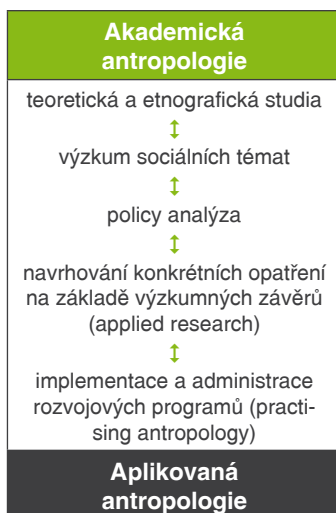 Akademická
antropologie
teoretická a etnografická studia
↕
výzkum sociálních témat
↕
policy analýza
↕
navrhování konkrétních opatření
na základě výzkumných závěrů
(applied research)
↕
implementace a administrace
rozvojových programů (practi-
sing antropology)
Aplikovaná
antropologie